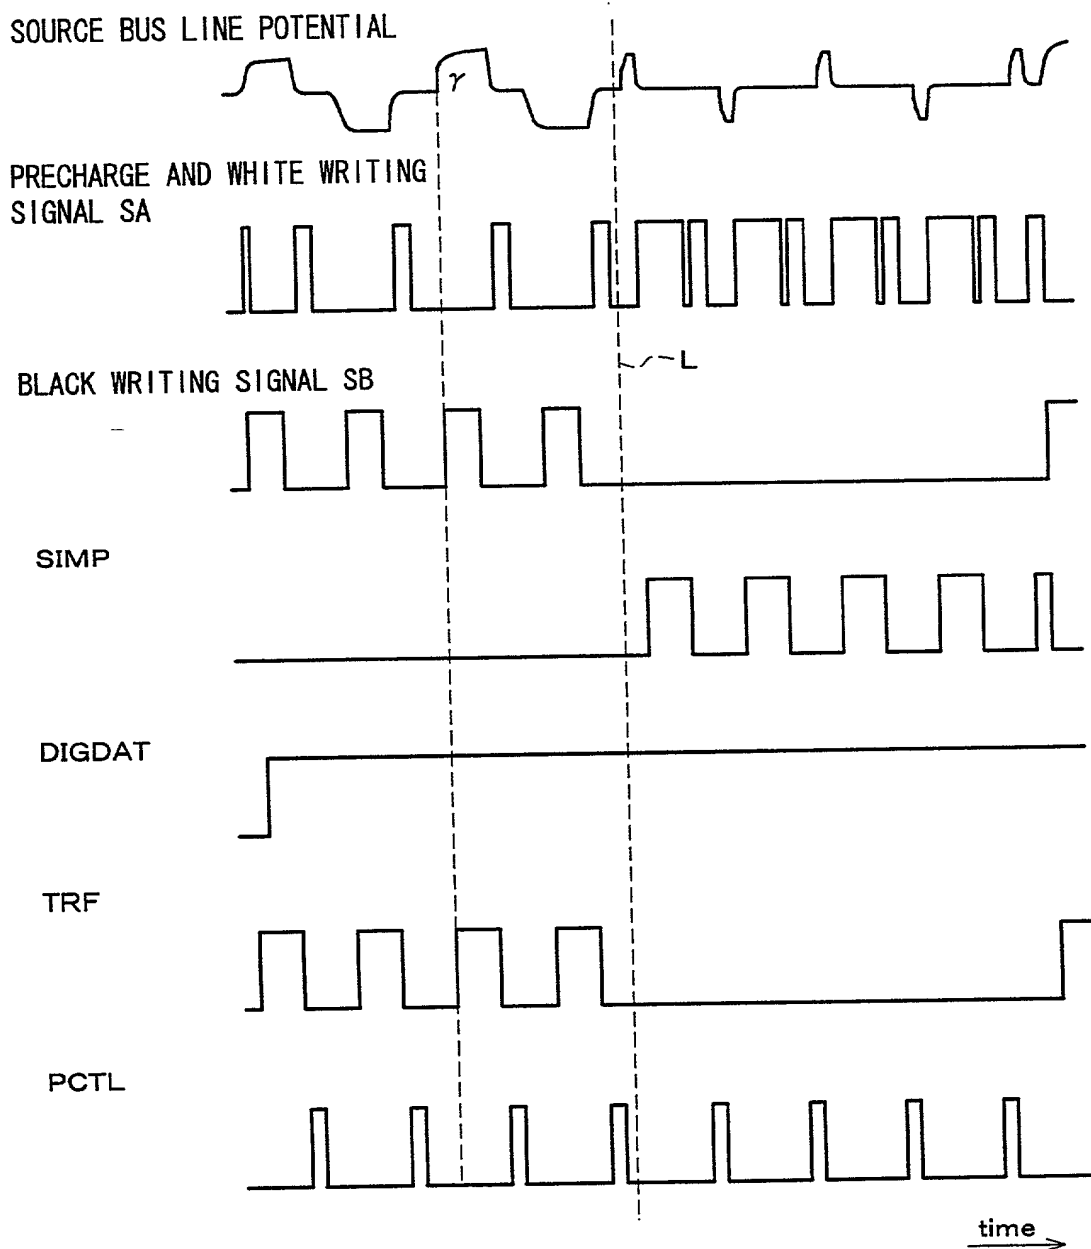 SOURCE BUS LINE POTENTIAL
γ
PRECHARGE AND WHITE WRITING
SIGNAL SA
L
BLACK WRITING SIGNAL SB
SIMP
DIGDAT
TRF
PCTL
time